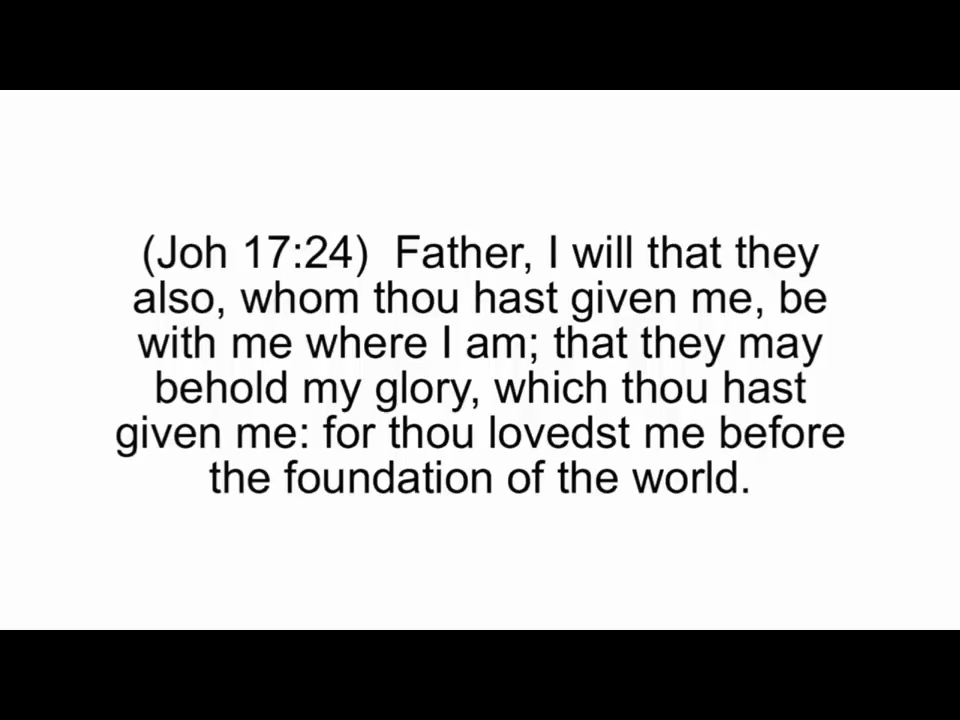 (Joh 17:24)  Father, I will that they
also, whom thou hast given me, be
with me where I am; that they may
behold my glory, which thou hast
given me: for thou lovedst me before
the foundation of the world.